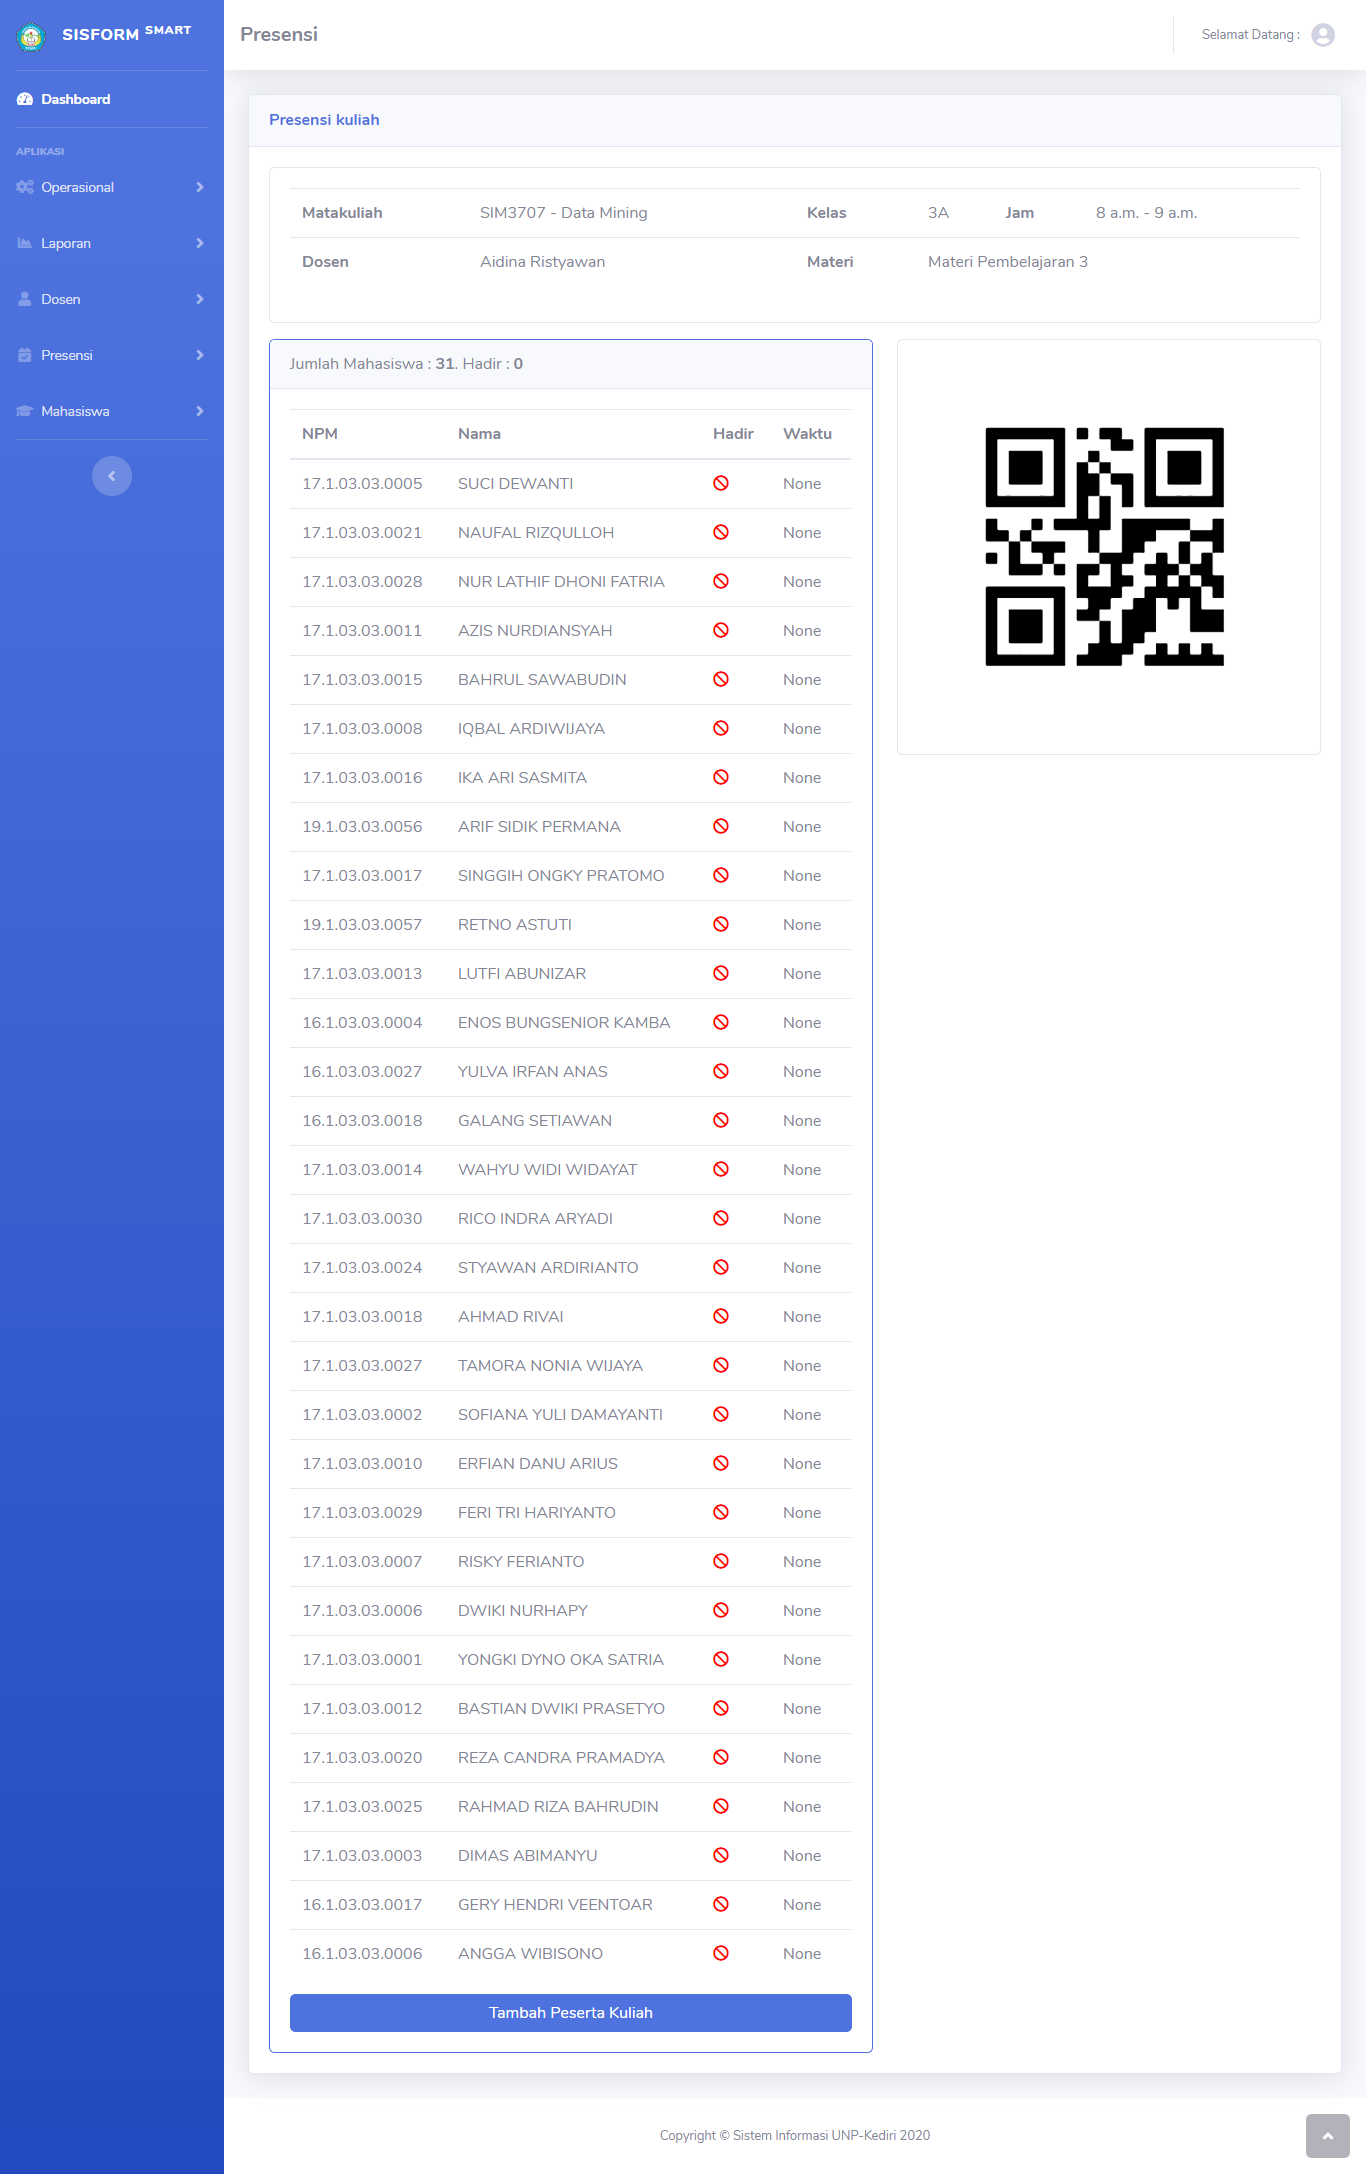 SISFORM SMART
Presensi
Selamat Datang :
Dashboard
APLIKASI
Operasional
Laporan
Dosen
Presensi
Mahasiswa
Presensi kuliah
Matakuliah SIM3707 - Data Mining Kelas 3A Jam 8 a.m. - 9 a.m.
Dosen Aidina Ristyawan Materi Materi Pembelajaran 3
Jumlah Mahasiswa : 31. Hadir : 0
NPM Nama Hadir Waktu
17.1.03.03.0005 SUCI DEWANTI None
17.1.03.03.0021 NAUFAL RIZQULLOH None
17.1.03.03.0028 NUR LATHIF DHONI FATRIA None
17.1.03.03.0011 AZIS NURDIANSYAH None
17.1.03.03.0015 BAHRUL SAWABUDIN None
17.1.03.03.0008 IQBAL ARDIWIJAYA None
17.1.03.03.0016 IKA ARI SASMITA None
19.1.03.03.0056 ARIF SIDIK PERMANA None
17.1.03.03.0017 SINGGIH ONGKY PRATOMO None
19.1.03.03.0057 RETNO ASTUTI None
17.1.03.03.0013 LUTFI ABUNIZAR None
16.1.03.03.0004 ENOS BUNGSENIOR KAMBA None
16.1.03.03.0027 YULVA IRFAN ANAS None
16.1.03.03.0018 GALANG SETIAWAN None
17.1.03.03.0014 WAHYU WIDI WIDAYAT None
17.1.03.03.0030 RICO INDRA ARYADI None
17.1.03.03.0024 STYAWAN ARDIRIANTO None
17.1.03.03.0018 AHMAD RIVAI None
17.1.03.03.0027 TAMORA NONIA WIJAYA None
17.1.03.03.0002 SOFIANA YULI DAMAYANTI None
17.1.03.03.0010 ERFIAN DANU ARIUS None
17.1.03.03.0029 FERI TRI HARIYANTO None
17.1.03.03.0007 RISKY FERIANTO None
17.1.03.03.0006 DWIKI NURHAPY None
17.1.03.03.0001 YONGKI DYNO OKA SATRIA None
17.1.03.03.0012 BASTIAN DWIKI PRASETYO None
17.1.03.03.0020 REZA CANDRA PRAMADYA None
17.1.03.03.0025 RAHMAD RIZA BAHRUDIN None
17.1.03.03.0003 DIMAS ABIMANYU None
16.1.03.03.0017 GERY HENDRI VEENTOAR None
16.1.03.03.0006 ANGGA WIBISONO None
Tambah Peserta Kuliah
Copyright © Sistem Informasi UNP-Kediri 2020